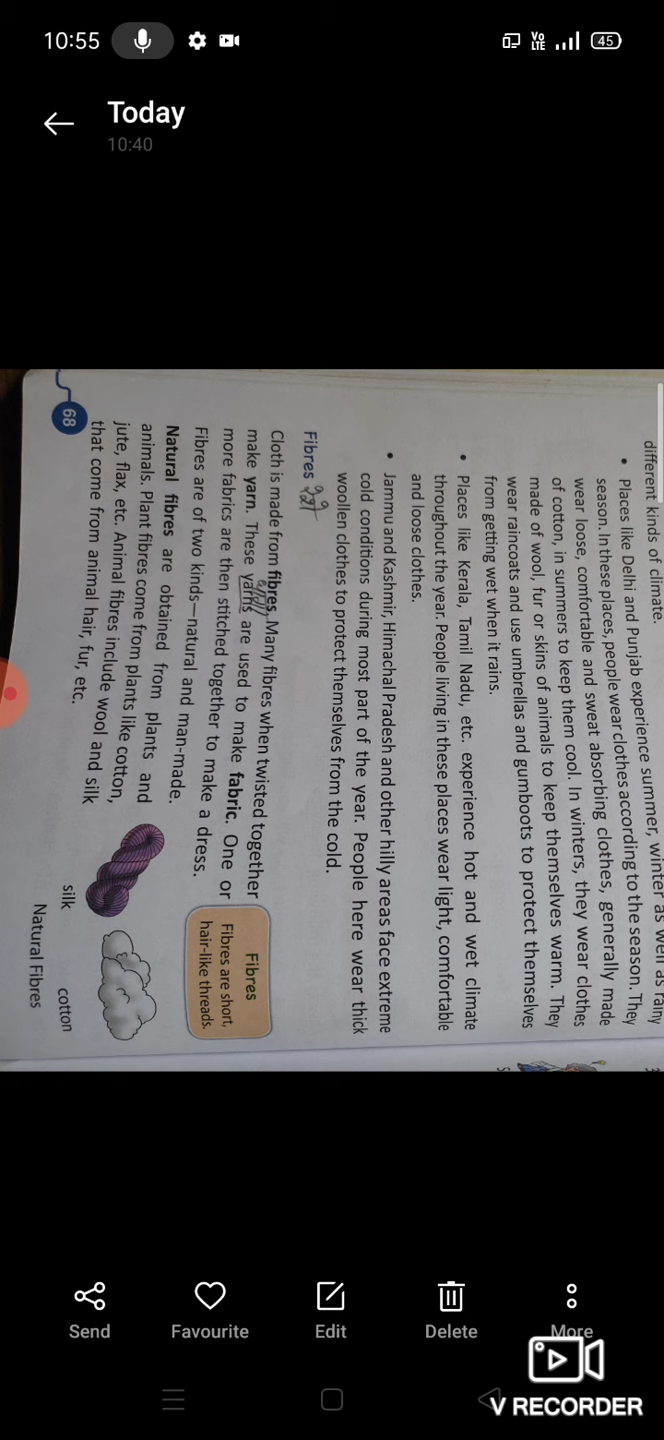 10:55
Vo
LTE
45
Today
10:40
different kinds of climate.
• Places like Delhi and Punjab experience summer, winter as well as rainy
season. In these places, people wear clothes according to the season. They
wear loose, comfortable and sweat absorbing clothes, generally made
of cotton, in summers to keep them cool. In winters, they wear clothes
made of wool, fur or skins of animals to keep themselves warm. They
wear raincoats and use umbrellas and gumboots to protect themselves
from getting wet when it rains.
• Places like Kerala, Tamil Nadu, etc. experience hot and wet climate
throughout the year. People living in these places wear light, comfortable
and loose clothes.
• Jammu and Kashmir, Himachal Pradesh and other hilly areas face extreme
cold conditions during most part of the year. People here wear thick
woollen clothes to protect themselves from the cold.
Fibres
Cloth is made from fibres. Many fibres when twisted together
make yarn. These yarns are used to make fabric. One or
more fabrics are then stitched together to make a dress.
Fibres are of two kinds—natural and man-made.
Fibres
Fibres are short,
hair-like threads.
Natural fibres are obtained from plants and
animals. Plant fibres come from plants like cotton,
jute, flax, etc. Animal fibres include wool and silk
that come from animal hair, fur, etc.
silk
cotton
Natural Fibres
68
Send
Favourite
Edit
Delete
More
V RECORDER